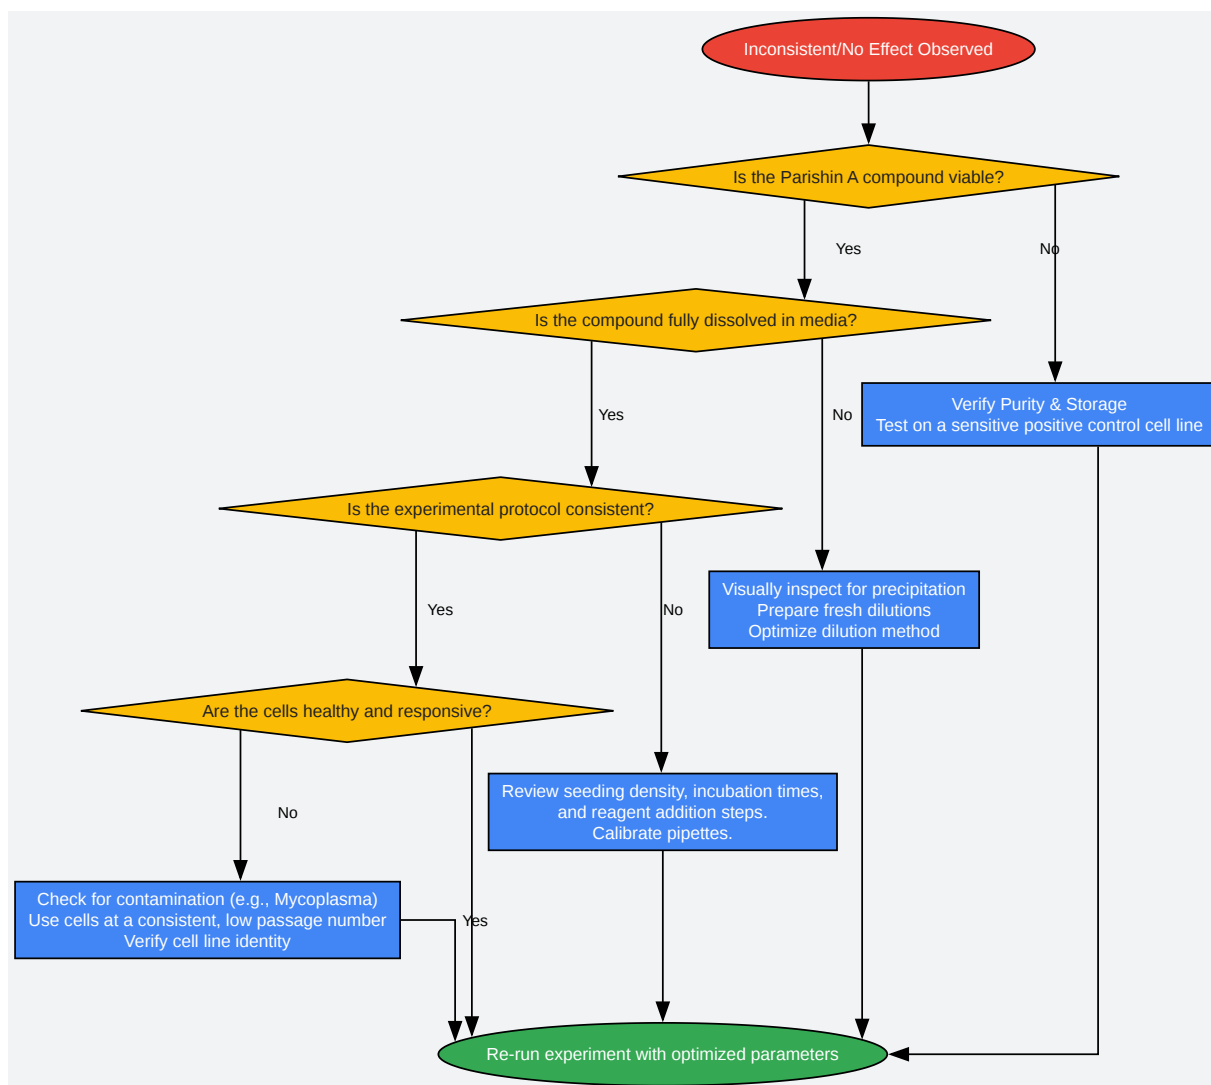 Inconsistent/No Effect Observed
Is the Parishin A compound viable?
Yes
No
Is the compound fully dissolved in media?
Verify Purity & Storage
Test on a sensitive positive control cell line
Yes
No
Is the experimental protocol consistent?
Visually inspect for precipitation
Prepare fresh dilutions
Optimize dilution method
Yes
No
Are the cells healthy and responsive?
Review seeding density, incubation times,
and reagent addition steps.
Calibrate pipettes.
No
Check for contamination (e.g., Mycoplasma)
Use cells at a consistent, low passage number
Verify cell line identity
Yes
Re-run experiment with optimized parameters